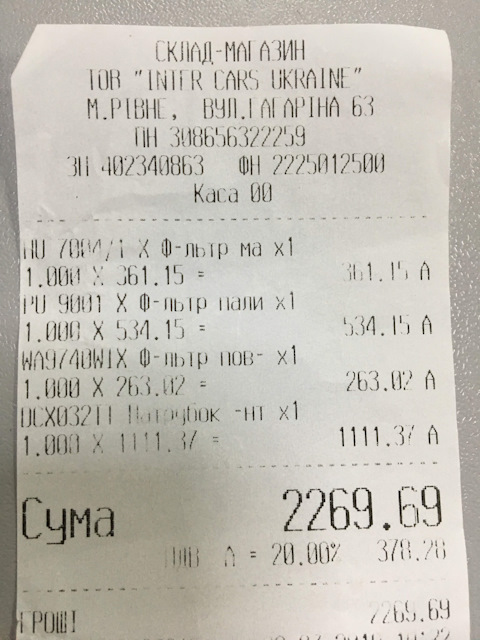 СКЛАД-МАГАЗИН
ТОВ "INTER CARS UKRAINE"
М.РІВНЕ, ВУЛ.ГАГАРІНА 63
ПН 308656322259
ЗН 402340863 ФН 2225012500
Каса 00
HU 7004/1 X Ф-льтр ма x1
1.000 X 361.15 = 361.15 А
PU 9001 X Ф-льтр пали x1
1.000 X 534.15 = 534.15 А
WA9740WIX Ф-льтр пов- x1
1.000 X 263.02 = 263.02 А
Патрубок -нт x1
1.000 X 1111.37 = 1111.37 А
Сума 2269.69
ПДВ А = 20.00% 378.28
ГРОШІ 2269.69